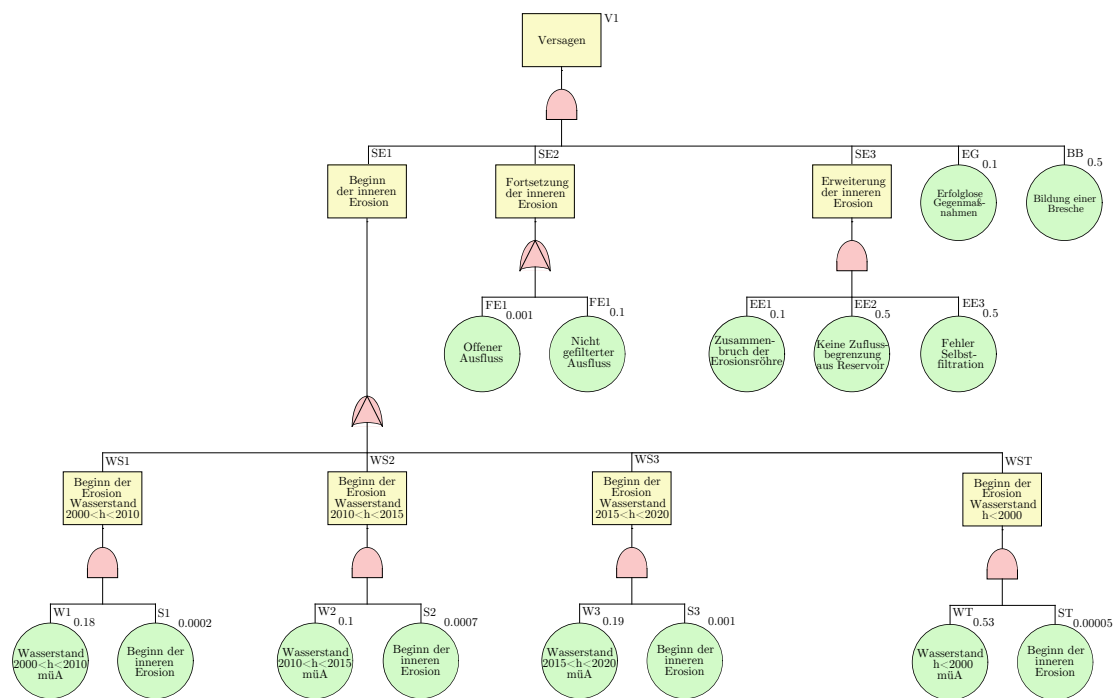 V1
Versagen
SE1
Beginn
der inneren
Erosion
SE2
Fortsetzung
der inneren
Erosion
SE3
Erweiterung
der inneren
Erosion
EG
0.1
Erfolglose
Gegenmaß-
nahmen
BB
0.5
Bildung einer
Bresche
FE1
0.001
Offener
Ausfluss
FE1
0.1
Nicht
gefilterter
Ausfluss
EE1
0.1
Zusammen-
bruch der
Erosionsröhre
EE2
0.5
Keine Zufluss-
begrenzung
aus Reservoir
EE3
0.5
Fehler
Selbst-
filtration
WS1
Beginn der
Erosion
Wasserstand
2000<h<2010
WS2
Beginn der
Erosion
Wasserstand
2010<h<2015
WS3
Beginn der
Erosion
Wasserstand
2015<h<2020
WST
Beginn der
Erosion
Wasserstand
h<2000
W1
0.18
Wasserstand
2000<h<2010
müA
S1
0.0002
Beginn der
inneren
Erosion
W2
0.1
Wasserstand
2010<h<2015
müA
S2
0.0007
Beginn der
inneren
Erosion
W3
0.19
Wasserstand
2015<h<2020
müA
S3
0.001
Beginn der
inneren
Erosion
WT
0.53
Wasserstand
h<2000
müA
ST
0.00005
Beginn der
inneren
Erosion